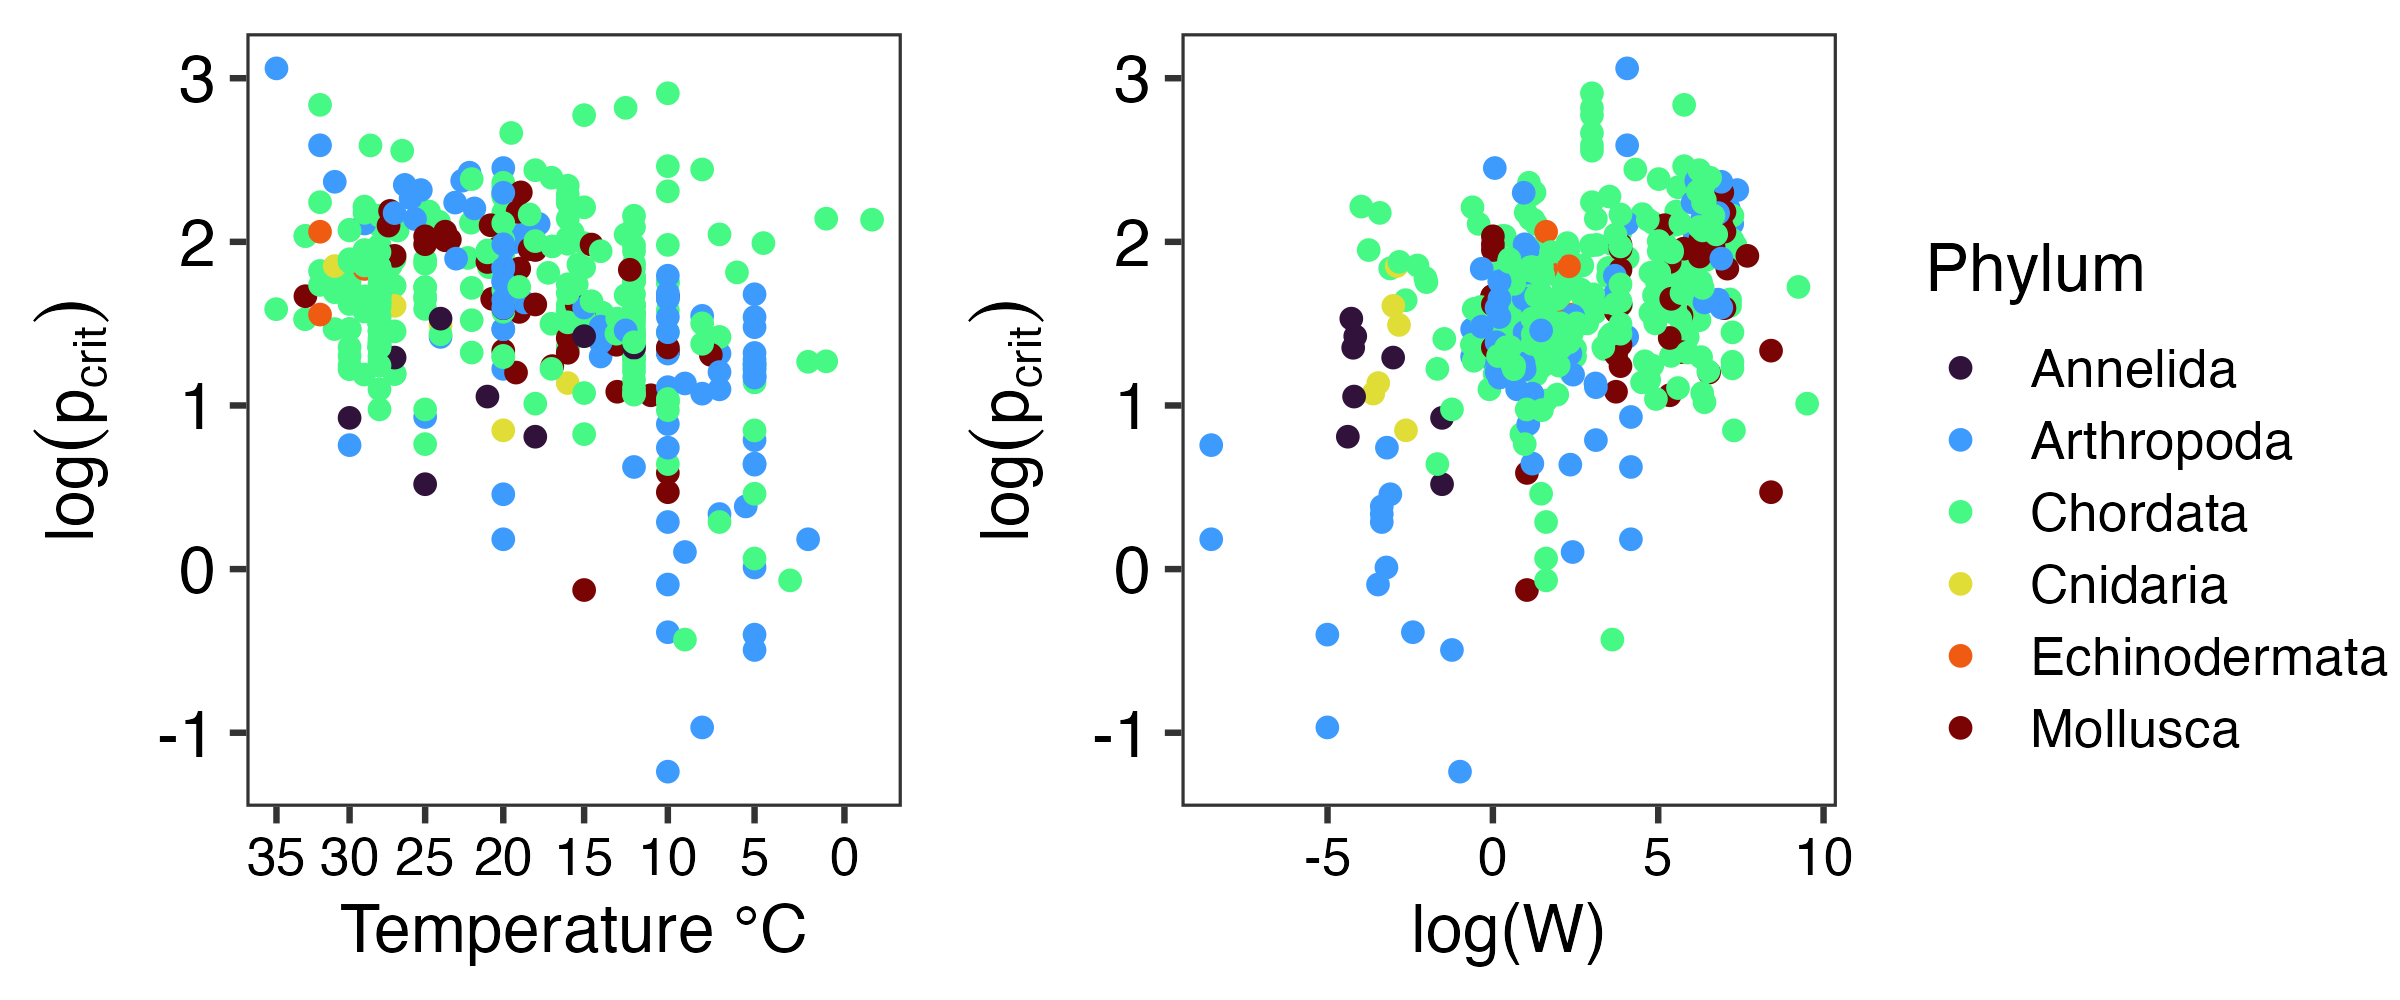 3
2
1
0
-1
log(pcrit)
35 30 25 20 15 10 5 0
Temperature °C
3
2
1
0
-1
log(pcrit)
-5 0 5 10
log(W)
Phylum
Annelida
Arthropoda
Chordata
Cnidaria
Echinodermata
Mollusca